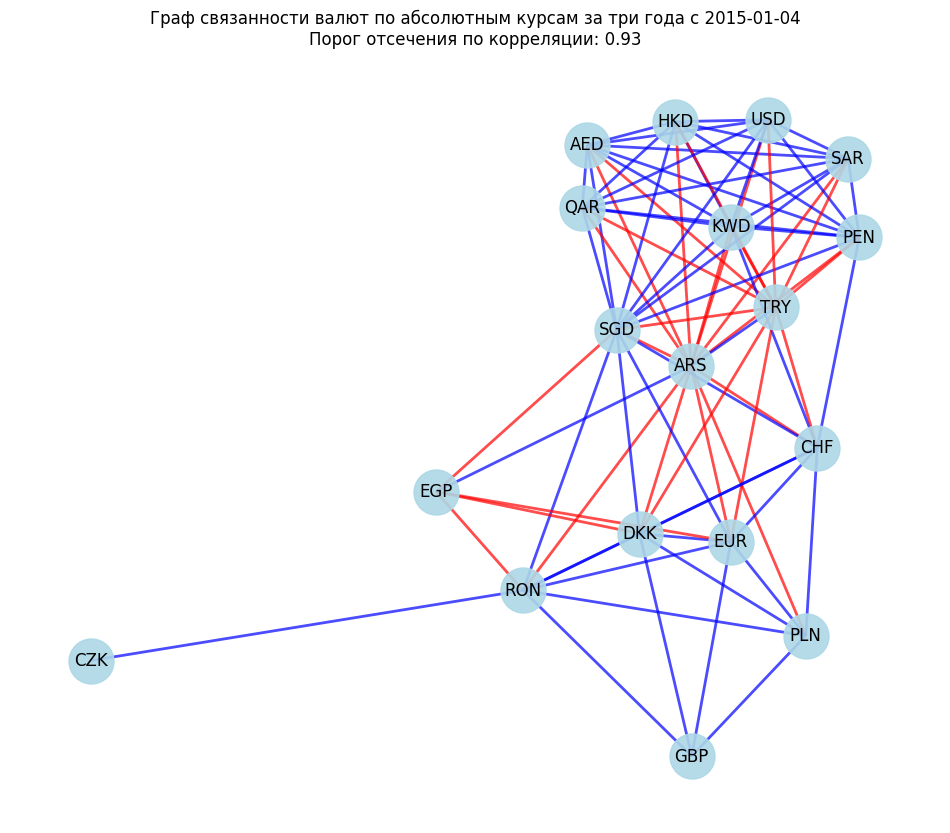 Граф связанности валют по абсолютным курсам за три года с 2015-01-04
Порог отсечения по корреляции: 0.93
HKD
USD
AED
SAR
QAR
KWD
PEN
TRY
SGD
ARS
CHF
EGP
DKK
EUR
RON
PLN
CZK
GBP